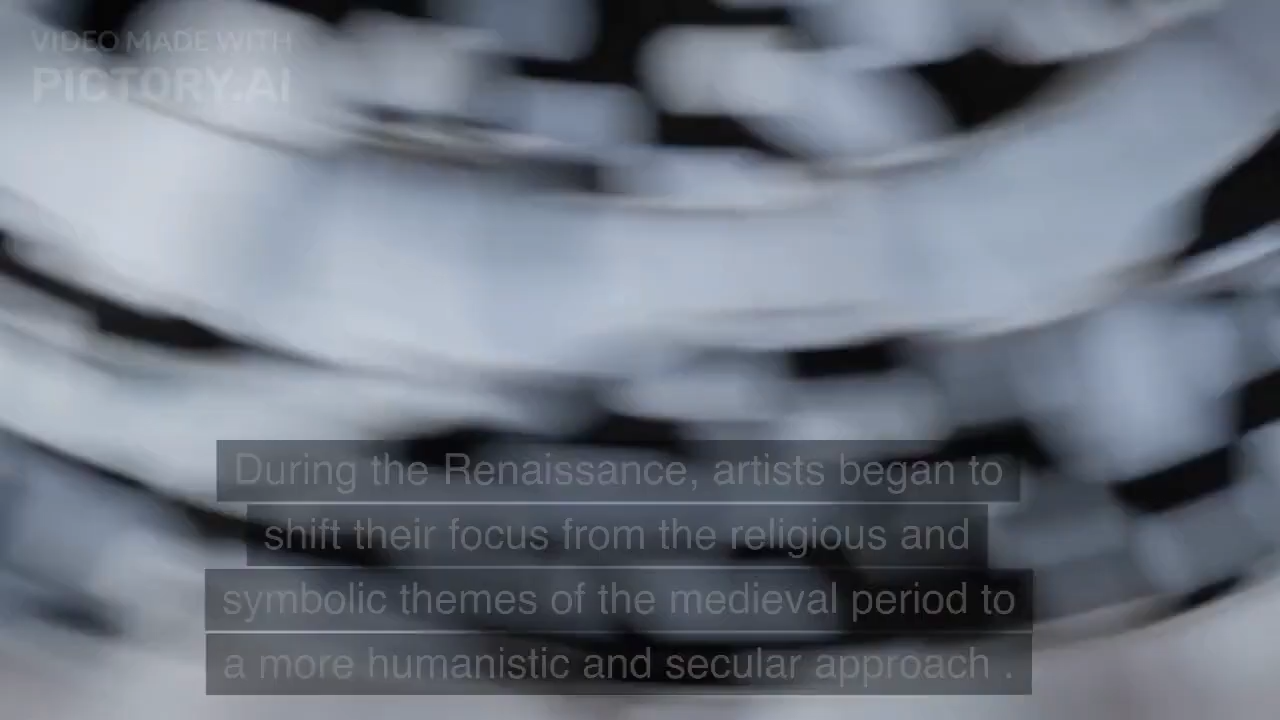 VIDEO MADE WITH
PICTORY.AI
During the Renaissance, artists began to
shift their focus from the religious and
symbolic themes of the medieval period to
a more humanistic and secular approach .